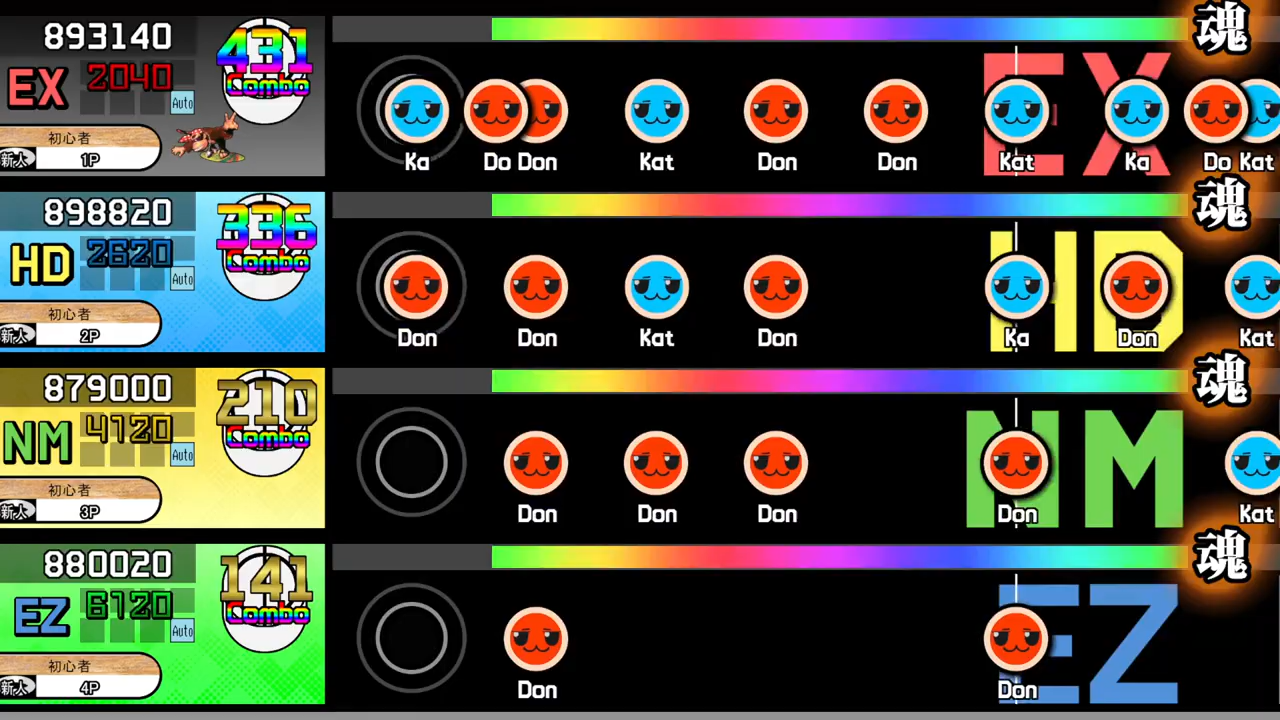 893140
431
魂
EX
2040
Combo
Auto
EX
初心者
新人
1P
Ka
Do
Don
Kat
Don
Don
Kat
Ka
Do
Kat
898820
336
魂
HD
2620
Combo
Auto
HD
初心者
新人
2P
Don
Don
Kat
Don
Ka
Don
Kat
879000
210
魂
NM
4120
Combo
Auto
NM
初心者
新人
3P
Don
Don
Don
Don
Kat
880020
141
魂
EZ
6120
Combo
Auto
EZ
初心者
新人
4P
Don
Don